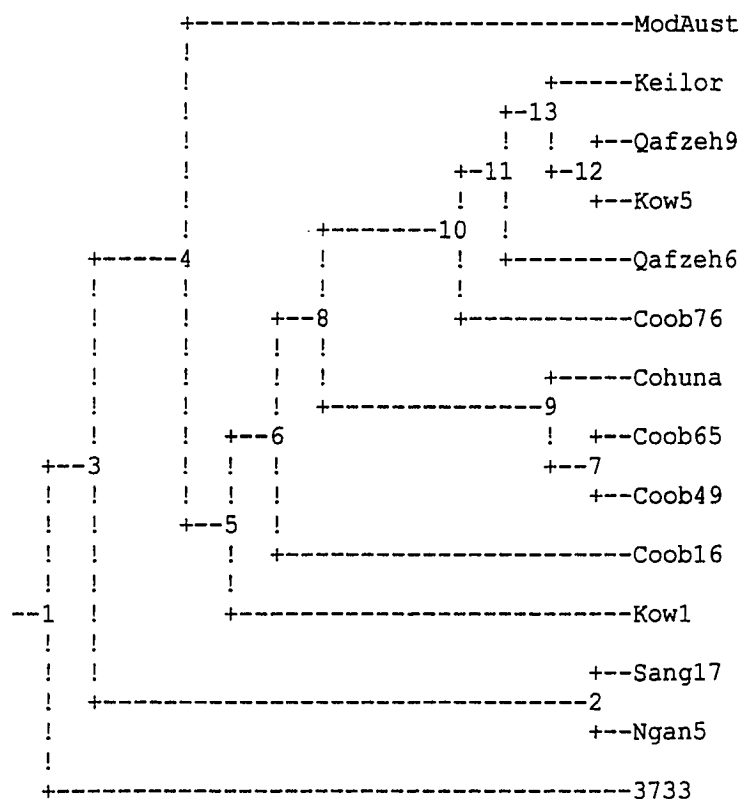 +-------------------ModAust
!
! +-----Keilor
! +-13
! ! ! +--Qafzeh9
! +-11 +-12
! ! ! +--Kow5
! +------10 !
+-----4 ! ! +--------Qafzeh6
! ! ! !
! ! +--8 +-----------Coob76
! ! ! !
! ! ! ! +-----Cohuna
! ! ! +---------------9
! ! +--6 ! +--Coob65
+--3 ! ! ! +--7
! ! ! ! ! +--Coob49
! ! +--5 !
! ! ! +-----------------------Coob16
! ! !
--1 ! +--------------------------Kow1
! !
! ! +--Sang17
! +--------------------------------2
! +--Ngan5
!
+--------------------------------------3733